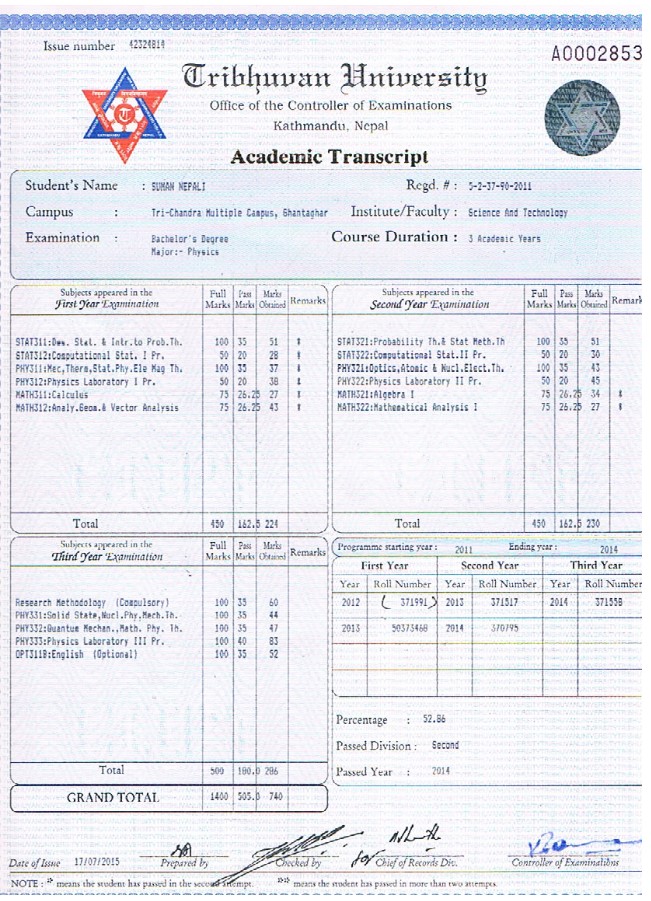 Issue number 42324814
A0002853
Tribhuvan University
Office of the Controller of Examinations
Kathmandu, Nepal
Academic Transcript
Student's Name : SUMAN NEPALI Regd. # : 5-2-37-90-2011
Campus : Tri-Chandra Multiple Campus, Ghantaghar Institute/Faculty : Science And Technology
Examination : Bachelor's Degree Course Duration : 3 Academic Years
Major:- Physics
Subjects appeared in the First Year Examination Full Marks Pass Marks Marks Obtained Remarks
STAT311:Des. Stat. & Intr.to Prob.Th. 100 35 51 *
STAT312:Computational Stat. I Pr. 50 20 28 *
PHY311:Mec,Therm,Stat.Phy.Ele Mag Th. 100 35 37 *
PHY312:Physics Laboratory I Pr. 50 20 38 *
MATH311:Calculus 75 26.25 27 *
MATH312:Analy.Geom.& Vector Analysis 75 26.25 43 *
Total 450 162.5 224
Subjects appeared in the Second Year Examination Full Marks Pass Marks Marks Obtained Remark
STAT321:Probability Th.& Stat Meth.Th 100 35 51
STAT322:Computational Stat.II Pr. 50 20 30
PHY321:Optics,Atomic & Nucl.Elect.Th. 100 35 43
PHY322:Physics Laboratory II Pr. 50 20 45
MATH321:Algebra I 75 26.25 34 *
MATH322:Mathematical Analysis I 75 26.25 27 *
Total 450 162.5 230
Subjects appeared in the Third Year Examination Full Marks Pass Marks Marks Obtained Remarks
Research Methodology (Compulsory) 100 35 60
PHY331:Solid State,Nucl.Phy.Mech.Th. 100 35 44
PHY332:Quantum Mechan.,Math. Phy. Th. 100 35 47
PHY333:Physics Laboratory III Pr. 100 40 83
OPT311B:English (Optional) 100 35 52
Total 500 180.0 286
GRAND TOTAL 1400 505.0 740
Programme starting year : 2011 Ending year : 2014
First Year Second Year Third Year
Year Roll Number Year Roll Number Year Roll Number
2012 371991 2013 371517 2014 371558
2013 50373468 2014 370795
Percentage : 52.86
Passed Division : Second
Passed Year : 2014
Date of Issue 17/07/2015 Prepared by Checked by for Chief of Records Div. Controller of Examinations
NOTE : * means the student has passed in the second attempt. ** means the student has passed in more than two attempts.